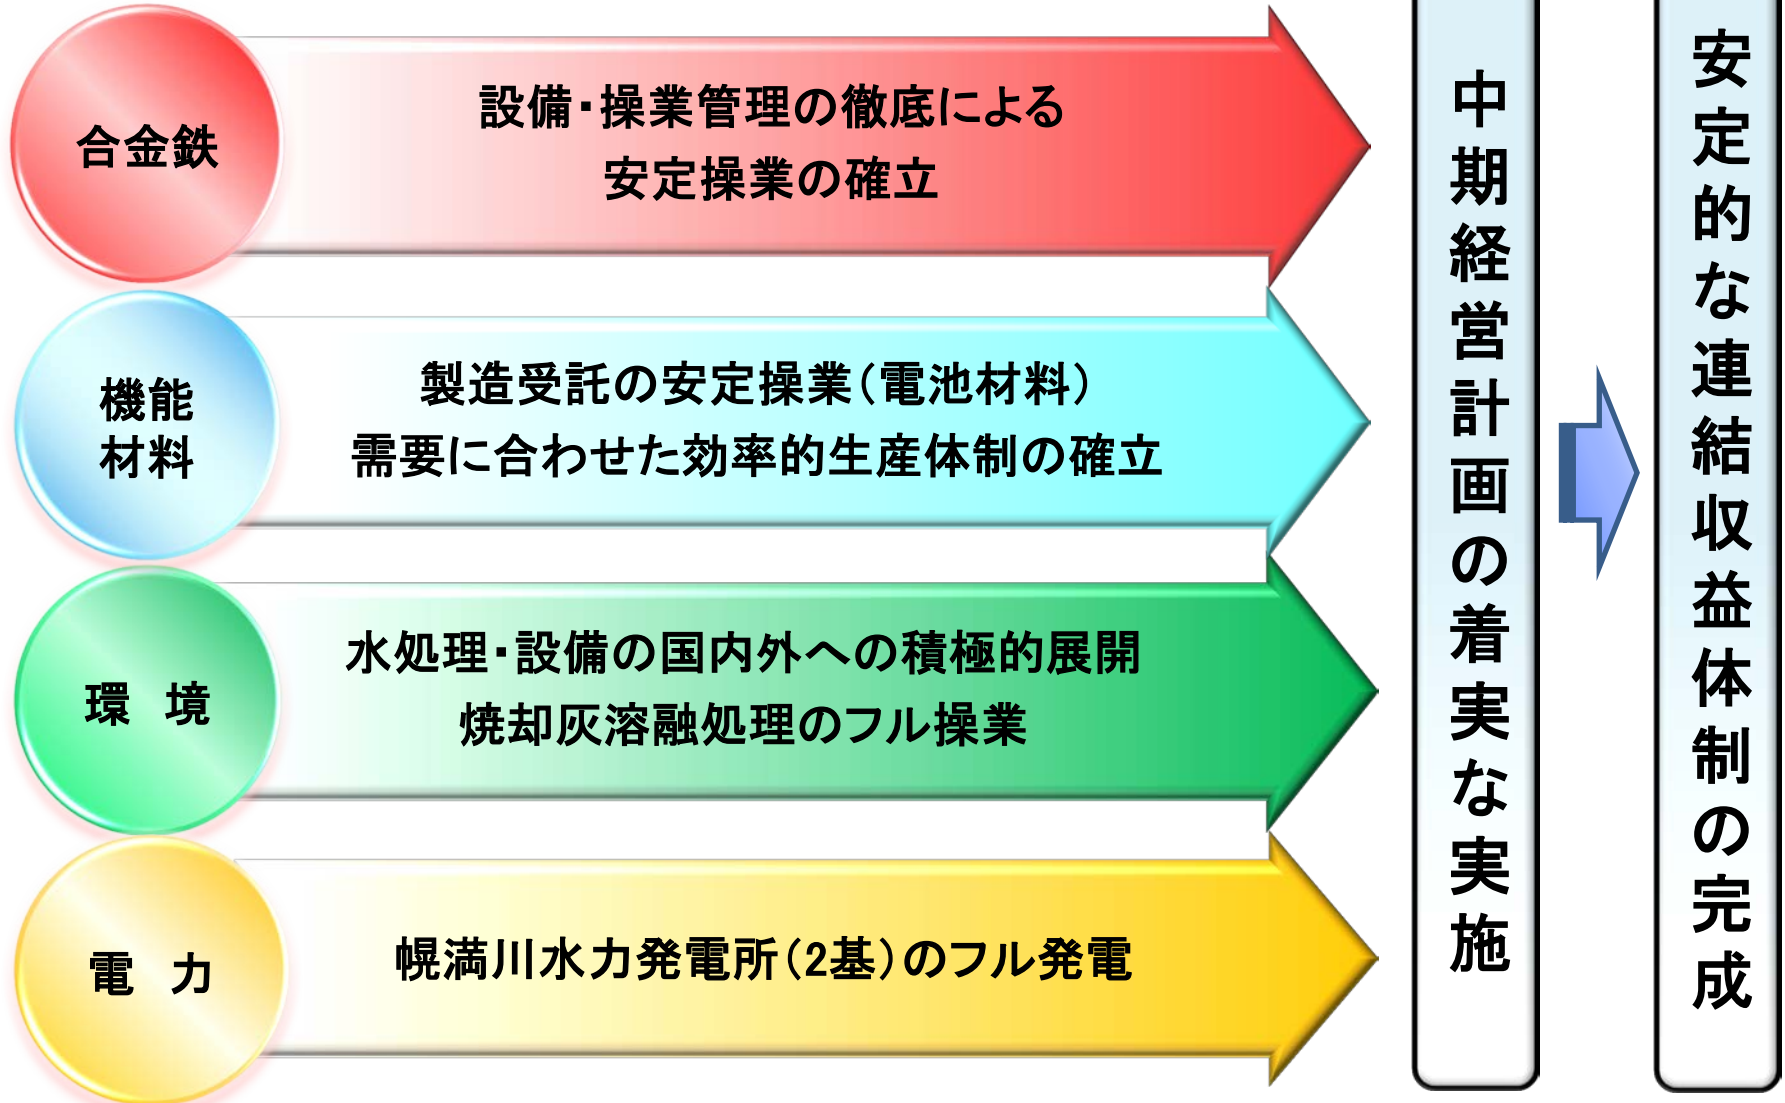 合金鉄
設備・操業管理の徹底による
安定操業の確立
機能
材料
製造受託の安定操業（電池材料）
需要に合わせた効率的生産体制の確立
環　境
水処理・設備の国内外への積極的展開
焼却灰溶融処理のフル操業
電　力
幌満川水力発電所（2基）のフル発電
中期経営計画の着実な実施
安定的な連結収益体制の完成